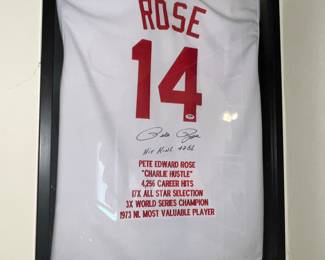 ROSE
14
Pete Rose
Hit King 4256
PETE EDWARD ROSE
"CHARLIE HUSTLE"
4,256 CAREER HITS
17X ALL STAR SELECTION
3X WORLD SERIES CHAMPION
1973 NL MOST VALUABLE PLAYER